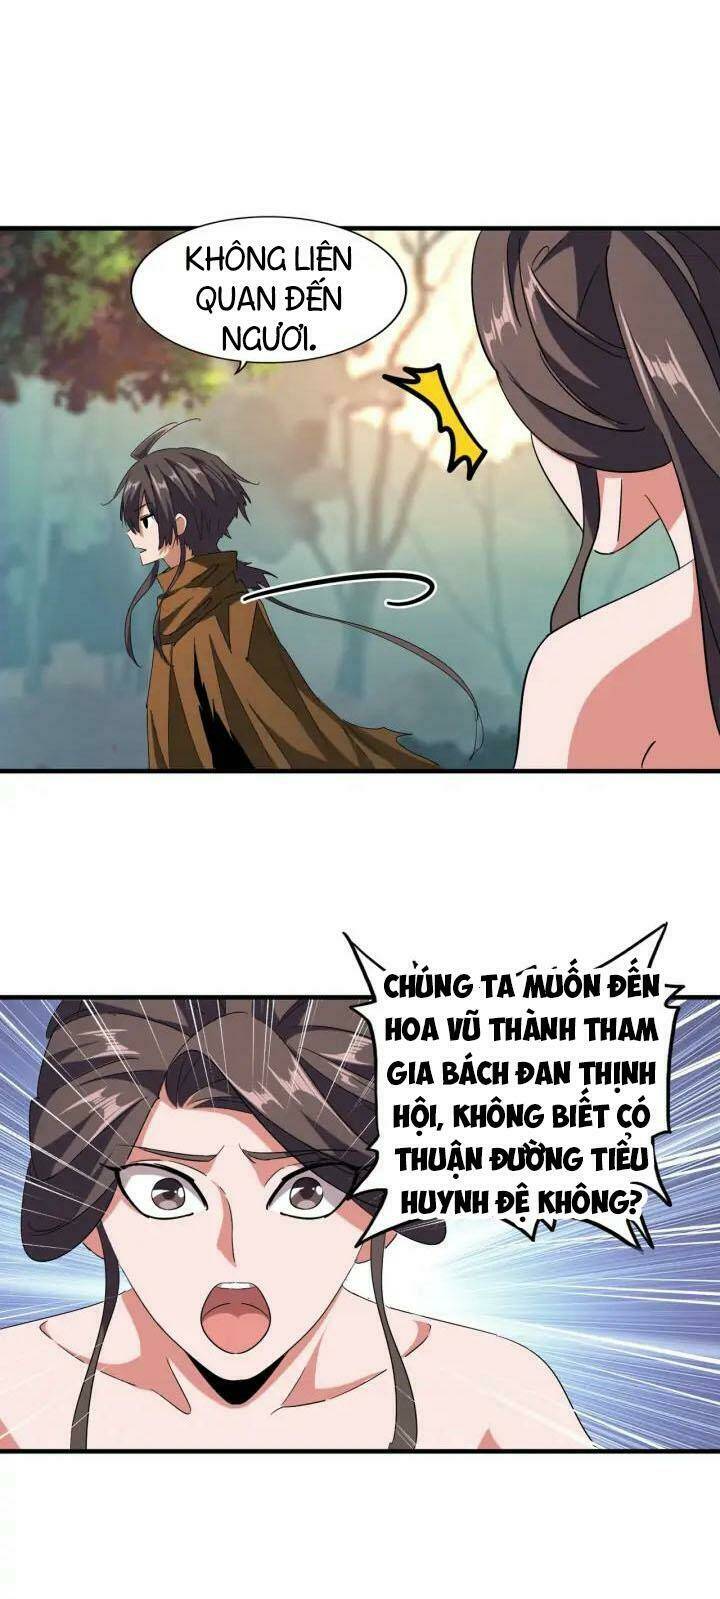 KHÔNG LIÊN
QUAN ĐẾN
NGƯƠI.
CHÚNG TA MUỐN ĐẾN
HOA VŨ THÀNH THAM
GIA BÁCH ĐAN THỊNH
HỘI, KHÔNG BIẾT CÓ
THUẬN ĐƯỜNG TIỂU
HUYNH ĐỆ KHÔNG?